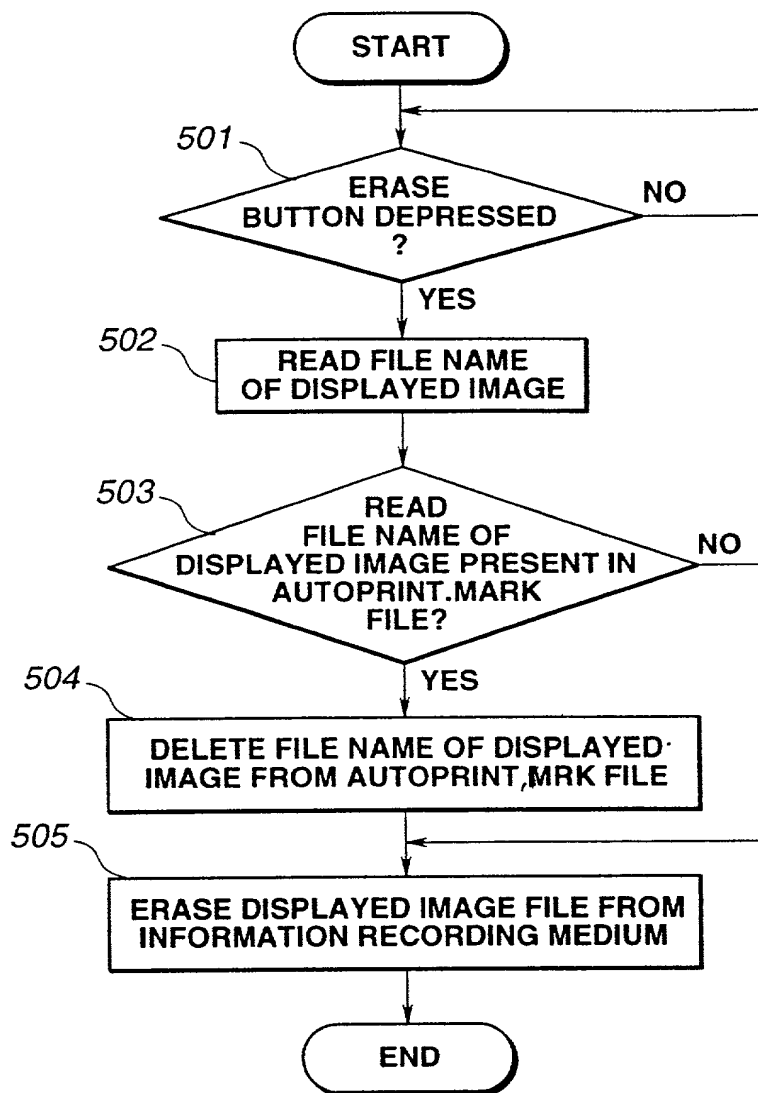 START
501
ERASE
BUTTON DEPRESSED
?
NO
YES
502
READ FILE NAME
OF DISPLAYED IMAGE
503
READ
FILE NAME OF
DISPLAYED IMAGE PRESENT IN
AUTOPRINT.MARK
FILE?
NO
YES
504
DELETE FILE NAME OF DISPLAYED
IMAGE FROM AUTOPRINT,MRK FILE
505
ERASE DISPLAYED IMAGE FILE FROM
INFORMATION RECORDING MEDIUM
END